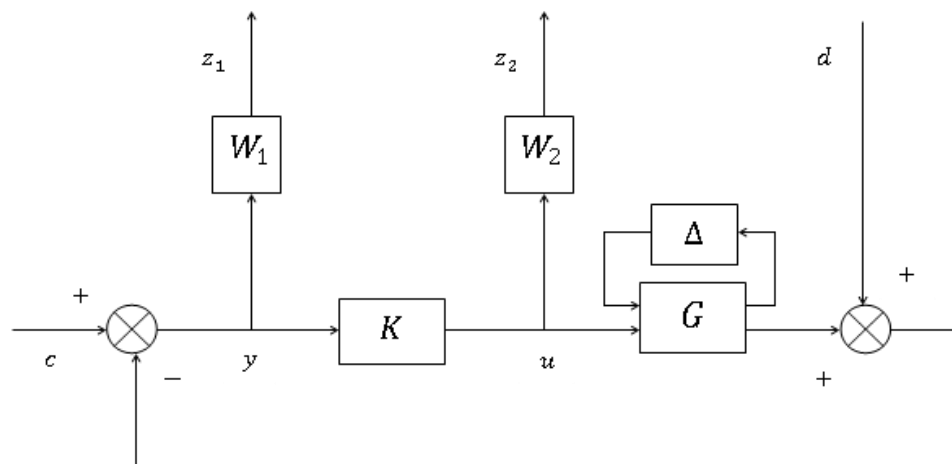 z₁
z₂
d
W₁
W₂
Δ
+
+
G
K
c
−
y
u
+